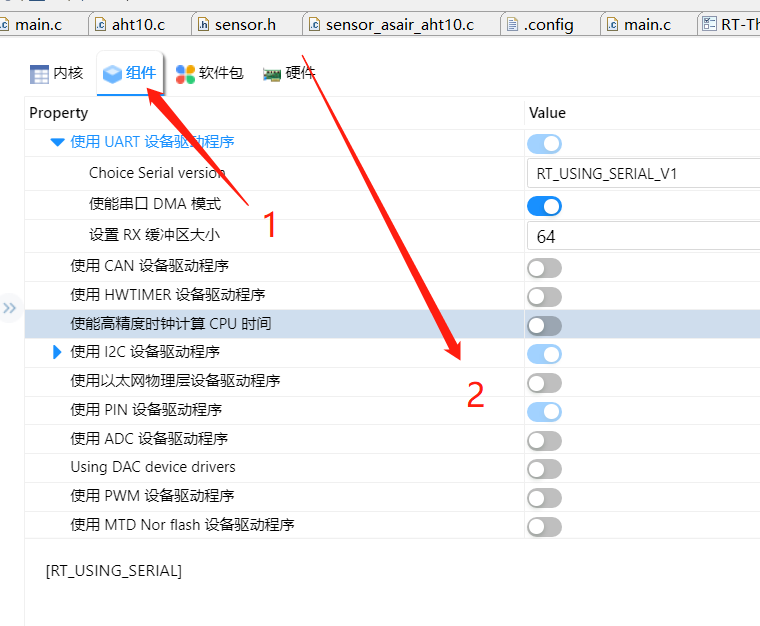 main.c aht10.c sensor.h sensor_asair_aht10.c .config main.c RT-Th
内核 组件 软件包 硬件
Property Value
使用 UART 设备驱动程序
Choice Serial version RT_USING_SERIAL_V1
使能串口 DMA 模式
1
设置 RX 缓冲区大小 64
使用 CAN 设备驱动程序
使用 HWTIMER 设备驱动程序
使能高精度时钟计算 CPU 时间
使用 I2C 设备驱动程序
使用以太网物理层设备驱动程序
2
使用 PIN 设备驱动程序
使用 ADC 设备驱动程序
Using DAC device drivers
使用 PWM 设备驱动程序
使用 MTD Nor flash 设备驱动程序
[RT_USING_SERIAL]